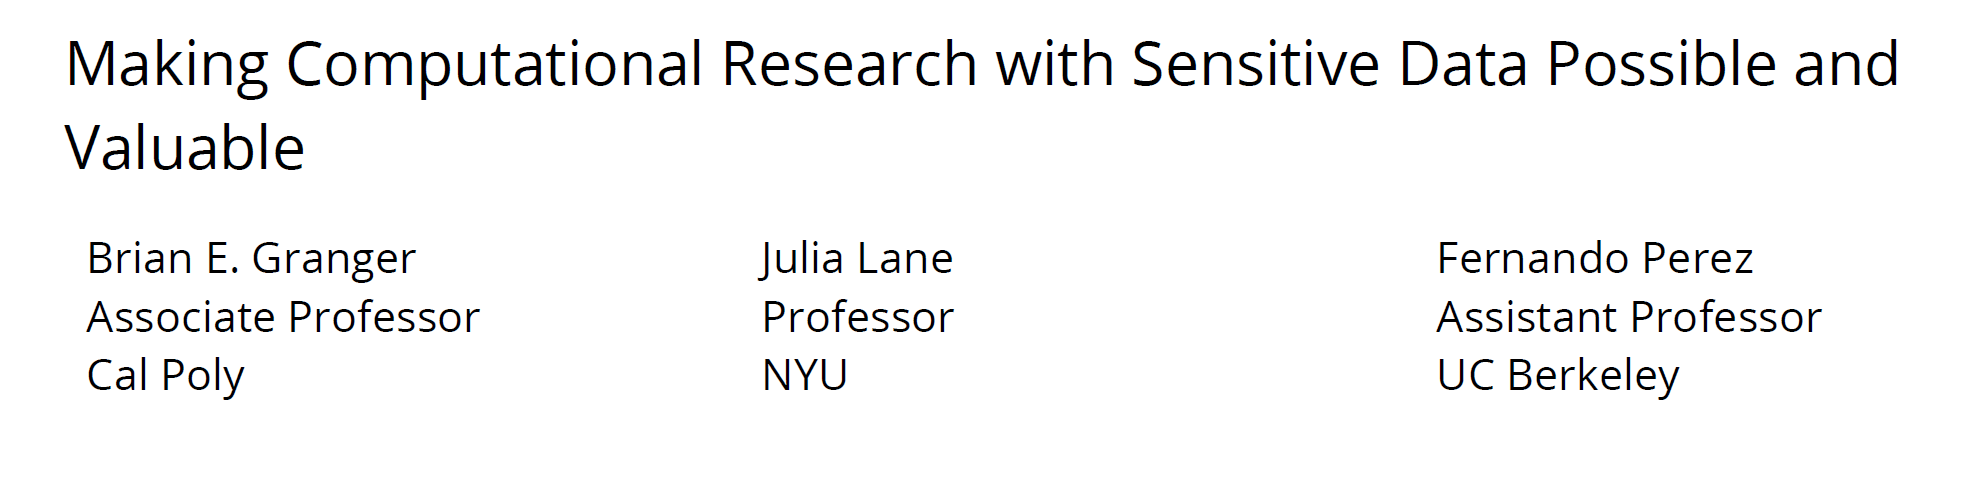 Making Computational Research with Sensitive Data Possible and
Valuable
Brian E. Granger
Associate Professor
Cal Poly
Julia Lane
Professor
NYU
Fernando Perez
Assistant Professor
UC Berkeley